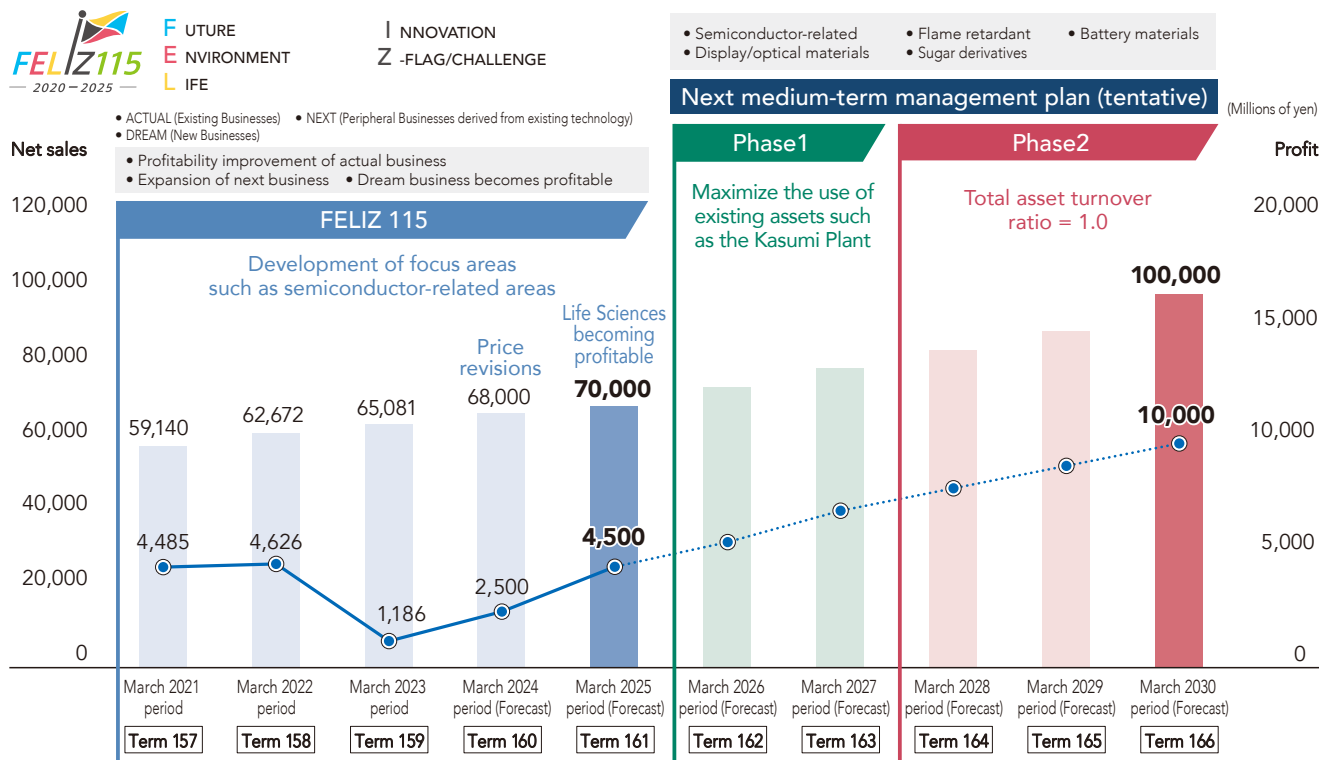 FELIZ115
2020-2025
F UTURE
E NVIRONMENT
L IFE
I NNOVATION
Z -FLAG/CHALLENGE
• Semiconductor-related • Flame retardant • Battery materials
• Display/optical materials • Sugar derivatives
Next medium-term management plan (tentative)
(Millions of yen)
• ACTUAL (Existing Businesses) • NEXT (Peripheral Businesses derived from existing technology)
• DREAM (New Businesses)
• Profitability improvement of actual business
• Expansion of next business • Dream business becomes profitable
Net sales
120,000
100,000
80,000
60,000
40,000
20,000
0
FELIZ 115
Development of focus areas
such as semiconductor-related areas
Phase1
Maximize the use of
existing assets such
as the Kasumi Plant
Phase2
Total asset turnover
ratio = 1.0
Profit
20,000
15,000
10,000
5,000
0
Price
revisions
Life Sciences
becoming
profitable
59,140
62,672
65,081
68,000
70,000
100,000
4,485
4,626
1,186
2,500
4,500
10,000
March 2021
period
Term 157
March 2022
period
Term 158
March 2023
period
Term 159
March 2024
period (Forecast)
Term 160
March 2025
period (Forecast)
Term 161
March 2026
period (Forecast)
Term 162
March 2027
period (Forecast)
Term 163
March 2028
period (Forecast)
Term 164
March 2029
period (Forecast)
Term 165
March 2030
period (Forecast)
Term 166